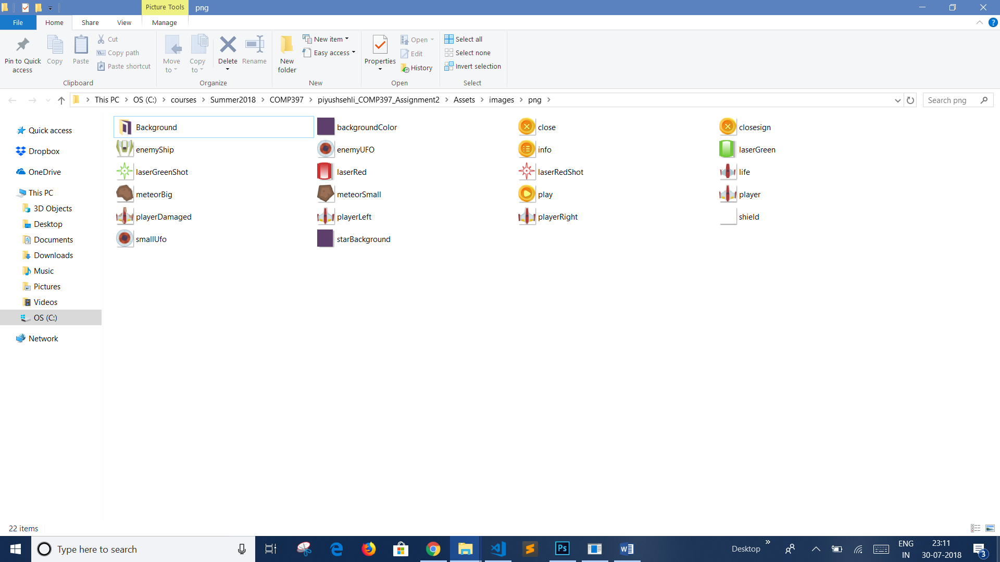 Picture Tools png
File Home Share View Manage
Pin to Quick access
Copy
Paste
Cut
Copy path
Paste shortcut
Clipboard
Move to
Copy to
Delete
Rename
Organize
New folder
New item
Easy access
New
Properties
Open
Edit
History
Open
Select all
Select none
Invert selection
Select
This PC OS (C:) courses Summer2018 COMP397 piyushsehli_COMP397_Assignment2 Assets images png
Search png
Quick access
Dropbox
OneDrive
This PC
3D Objects
Desktop
Documents
Downloads
Music
Pictures
Videos
OS (C:)
Network
Background backgroundColor close closesign
enemyShip enemyUFO info laserGreen
laserGreenShot laserRed laserRedShot life
meteorBig meteorSmall play player
playerDamaged playerLeft playerRight shield
smallUfo starBackground
22 items
Type here to search
Ps
Desktop
ENG
IN
23:11
30-07-2018
3